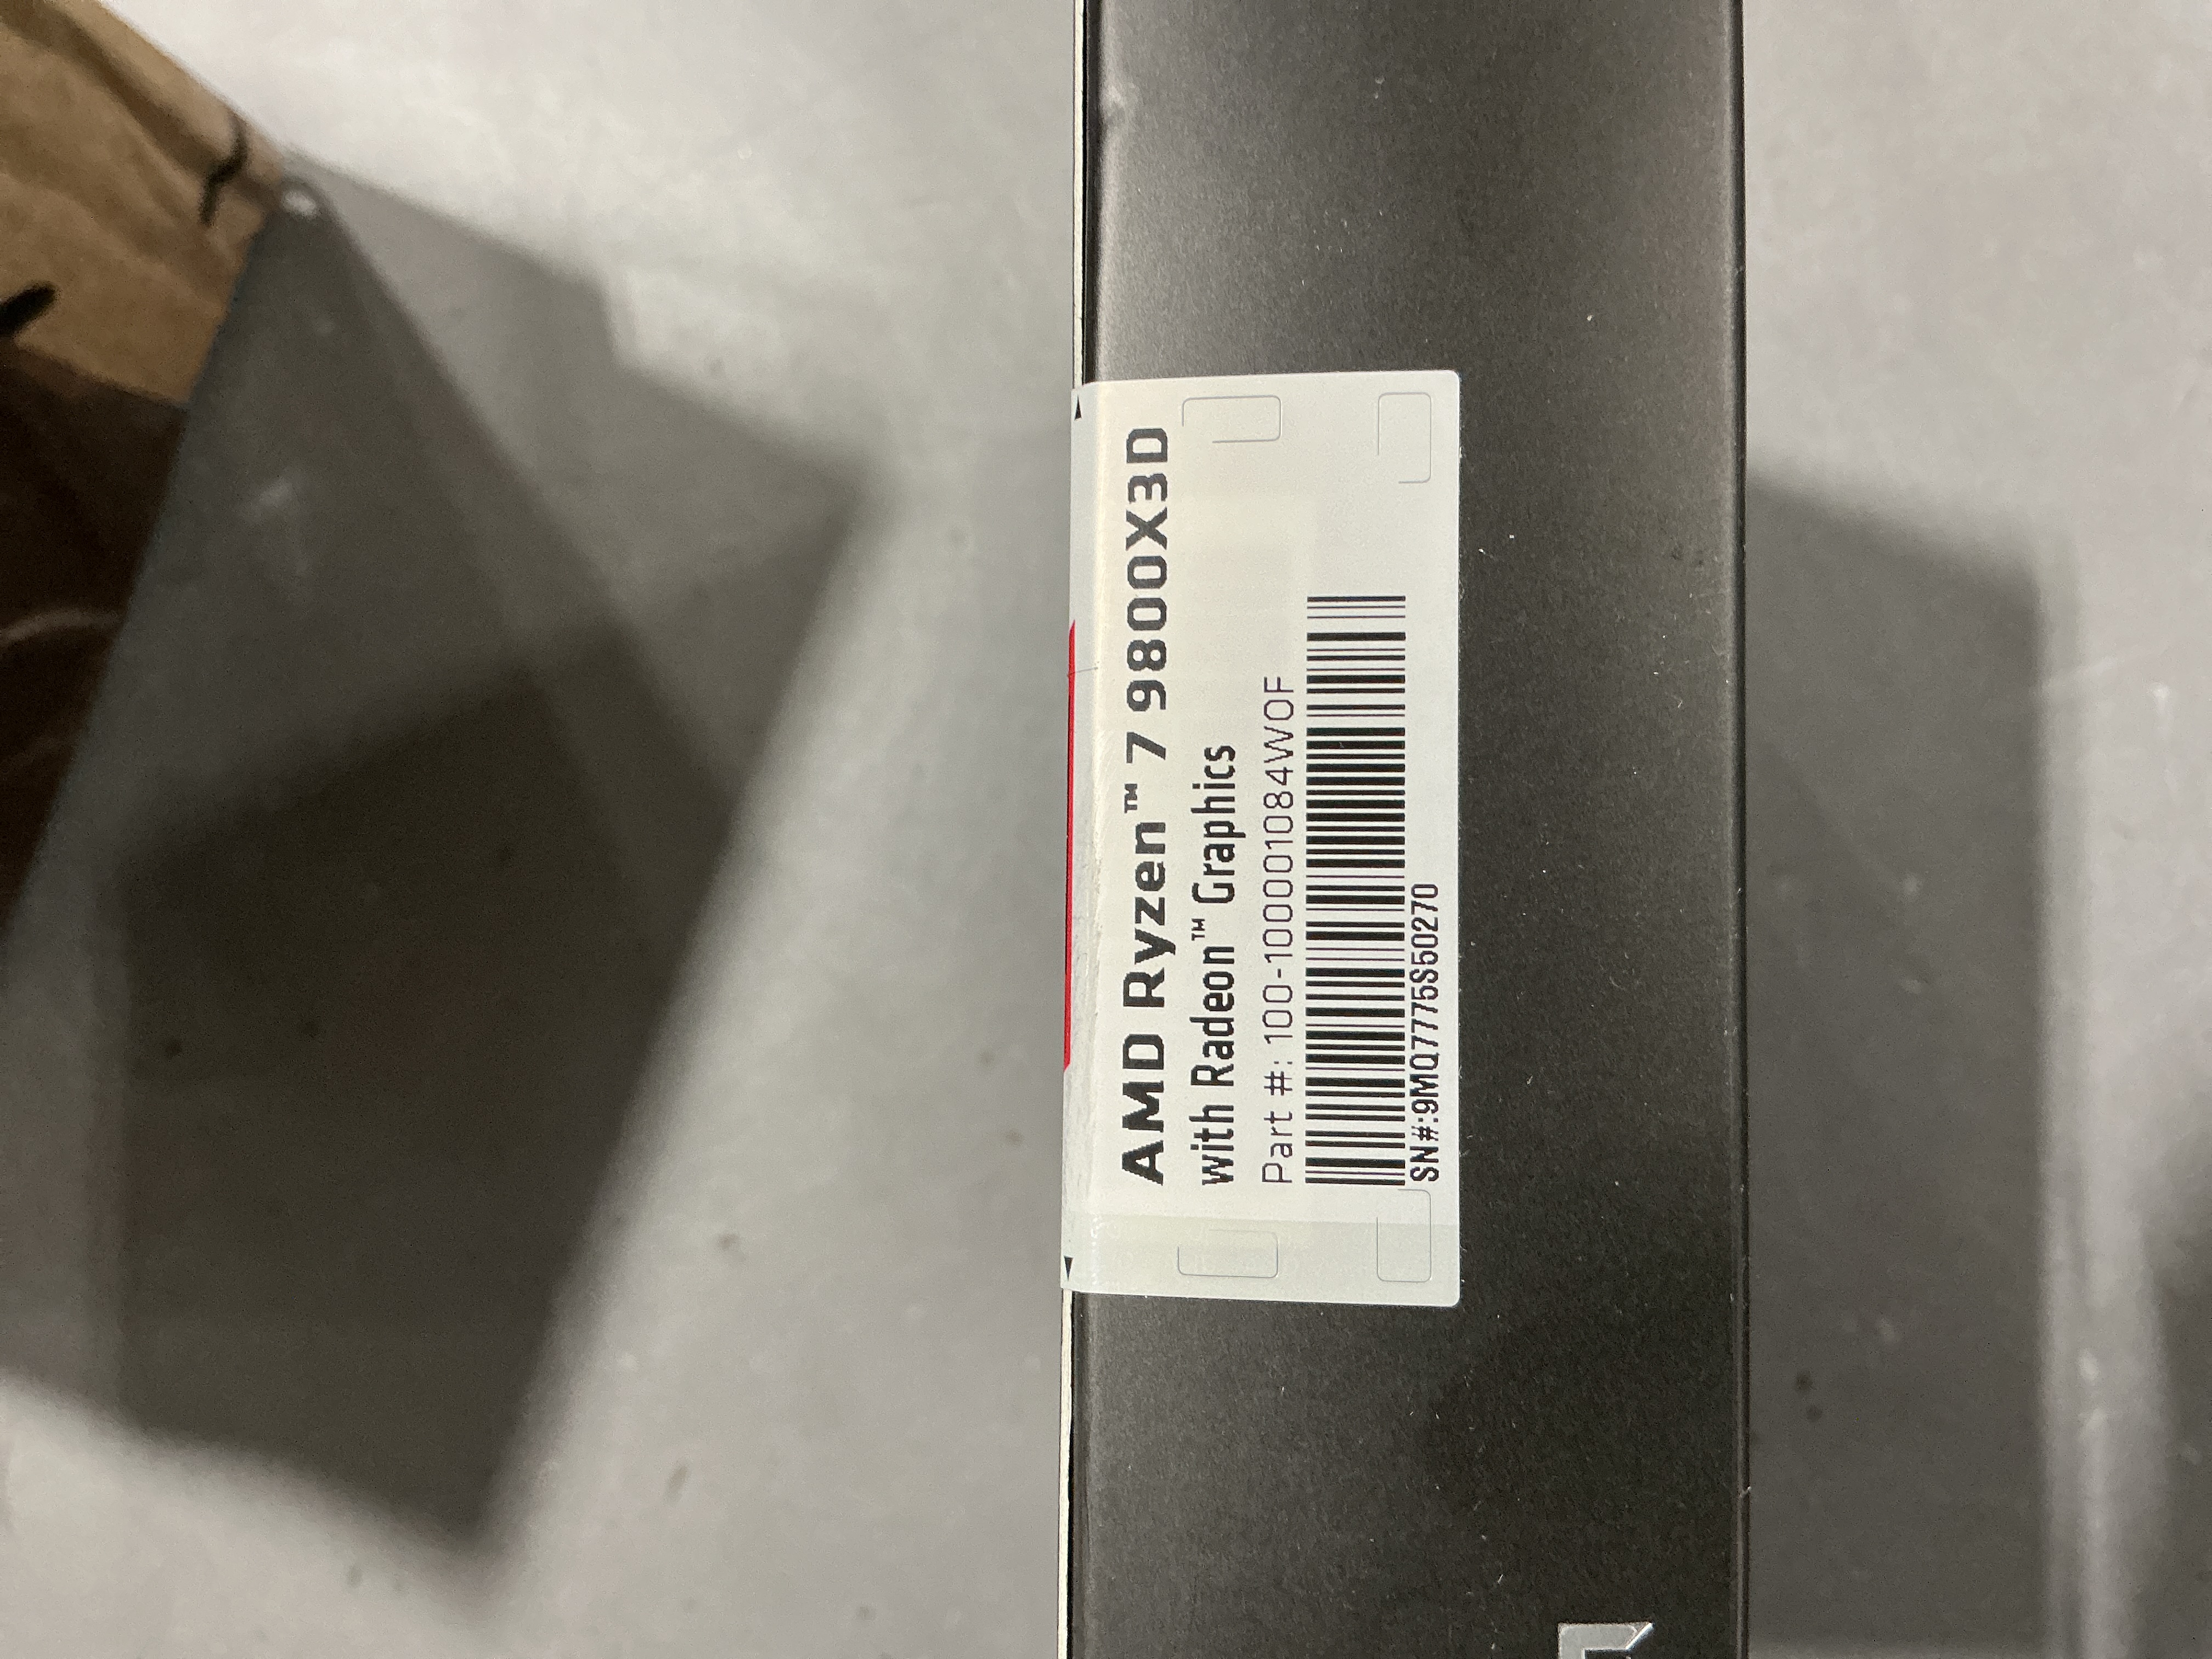 AMD Ryzen™ 7 9800X3D
with Radeon™ Graphics
Part #: 100-100001084WOF
SN#:9MQ7775S50270